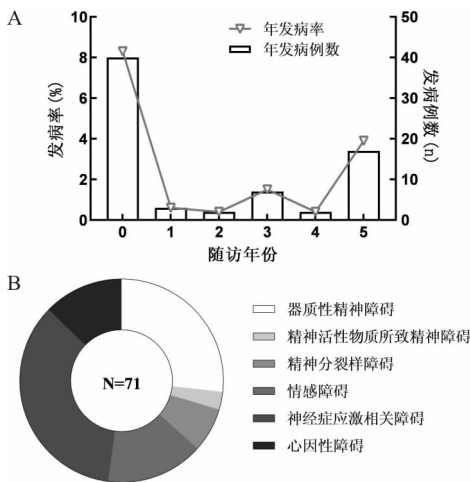 A
年发病率
年发病例数
发病率 (%)
10
8
6
4
2
0
50
40
30
20
10
0
发病例数 (n)
0 1 2 3 4 5
随访年份
B
N=71
器质性精神障碍
精神活性物质所致精神障碍
精神分裂样障碍
情感障碍
神经症应激相关障碍
心因性障碍